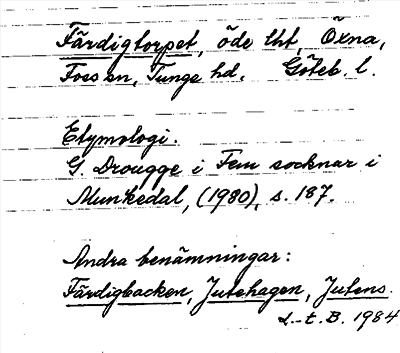 Färdigtorpet, öde lht, Öxna,
Foss sn, Tunge hd. Göteb. l.
Etymologi.
G. Drougge i Fem socknar i
Munkedal, (1980), s. 187.
Andra benämningar:
Färdigbacken, Jutehagen, Jutens.
L-t. B. 1984